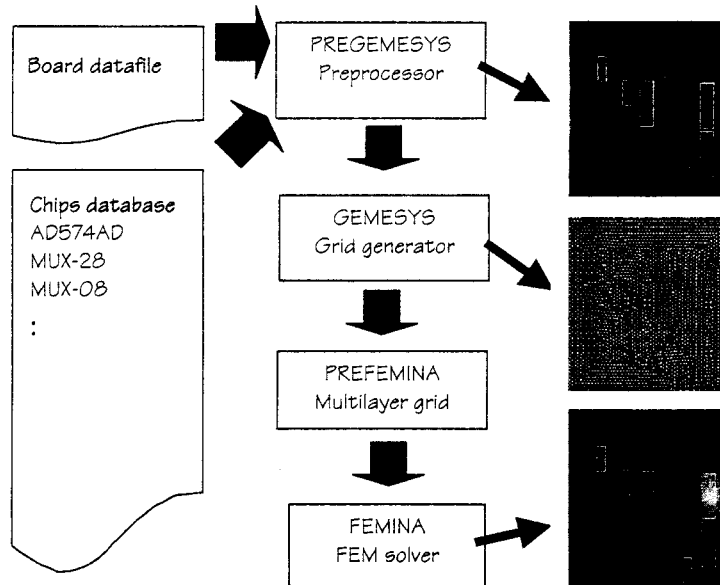 Board datafile
Chips database
AD574AD
MUX-28
MUX-08
:
PREGEMESYS
Preprocessor
GEMESYS
Grid generator
PREFEMINA
Multilayer grid
FEMINA
FEM solver